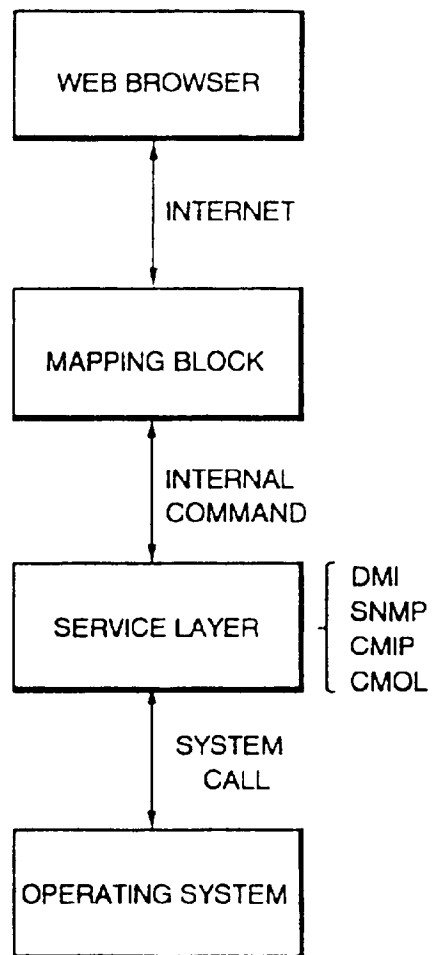 WEB BROWSER
INTERNET
MAPPING BLOCK
INTERNAL
COMMAND
SERVICE LAYER
DMI
SNMP
CMIP
CMOL
SYSTEM
CALL
OPERATING SYSTEM